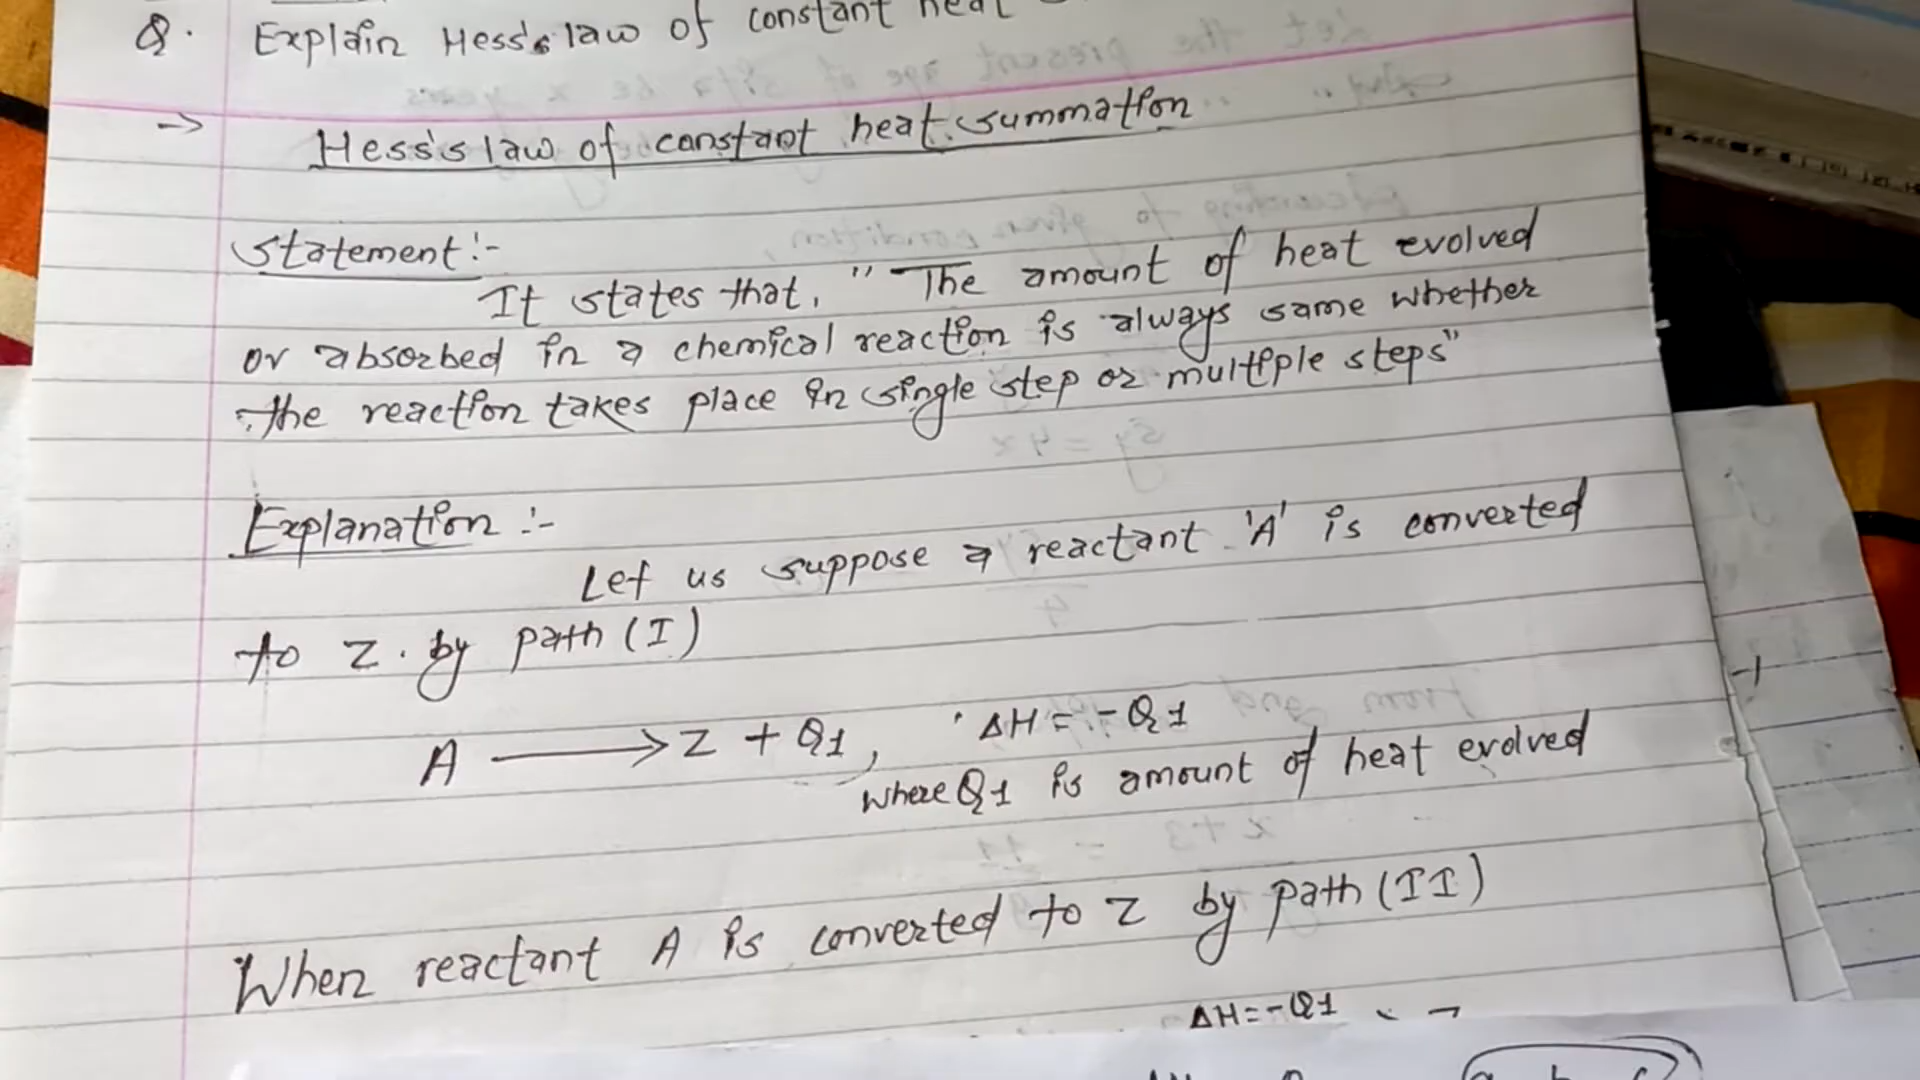 Q. Explain Hess's law of constant heat
→ Hess's law of constant heat summation
Statement :-
It states that, " The amount of heat evolved
or absorbed in a chemical reaction is always same whether
the reaction takes place in single step or multiple steps"
Explanation :-
Let us suppose a reactant 'A' is converted
to Z. by path (I)
A ⟶ Z + Q1, ΔH = -Q1
where Q1 is amount of heat evolved
When reactant A is converted to Z by path (II)
ΔH=-Q1